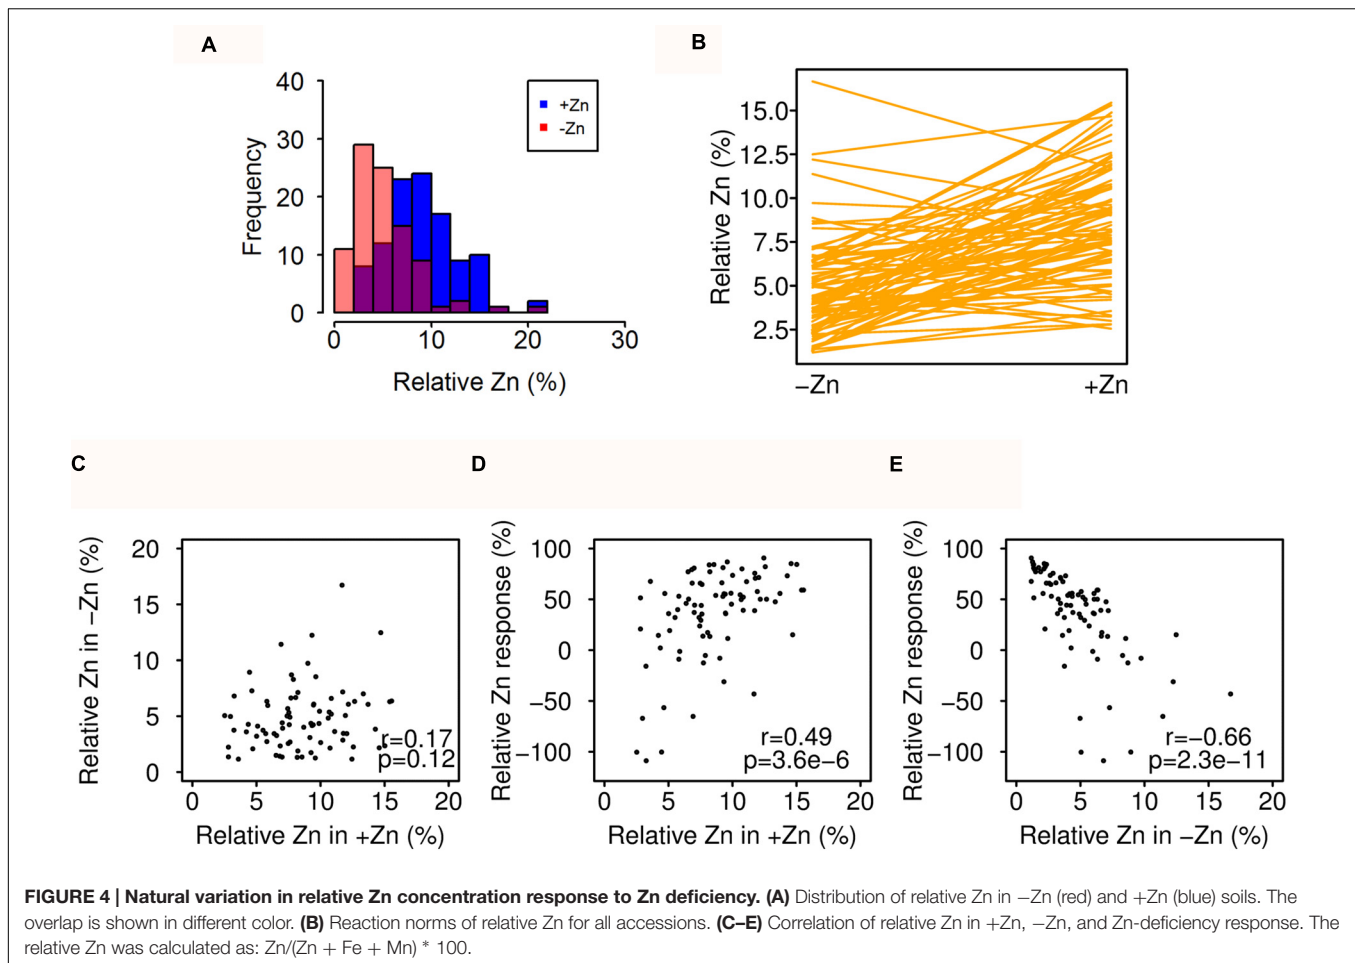 A
40
30
20
10
0
Frequency
+Zn
-Zn
0 10 20 30
Relative Zn (%)
B
15.0
12.5
10.0
7.5
5.0
2.5
Relative Zn (%)
−Zn +Zn
C
20
15
10
5
0
Relative Zn in −Zn (%)
r=0.17
p=0.12
0 5 10 15 20
Relative Zn in +Zn (%)
D
100
50
0
−50
−100
Relative Zn response (%)
r=0.49
p=3.6e−6
0 5 10 15 20
Relative Zn in +Zn (%)
E
100
50
0
−50
−100
Relative Zn response (%)
r=−0.66
p=2.3e−11
0 5 10 15 20
Relative Zn in −Zn (%)
FIGURE 4 | Natural variation in relative Zn concentration response to Zn deficiency. (A) Distribution of relative Zn in −Zn (red) and +Zn (blue) soils. The
overlap is shown in different color. (B) Reaction norms of relative Zn for all accessions. (C–E) Correlation of relative Zn in +Zn, −Zn, and Zn-deficiency response. The
relative Zn was calculated as: Zn/(Zn + Fe + Mn) * 100.